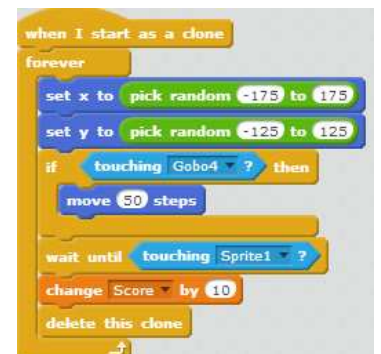 when I start as a clone
forever
set x to pick random -175 to 175
set y to pick random -125 to 125
if touching Gobo4 ? then
move 50 steps
wait until touching Sprite1 ?
change Score by 10
delete this clone